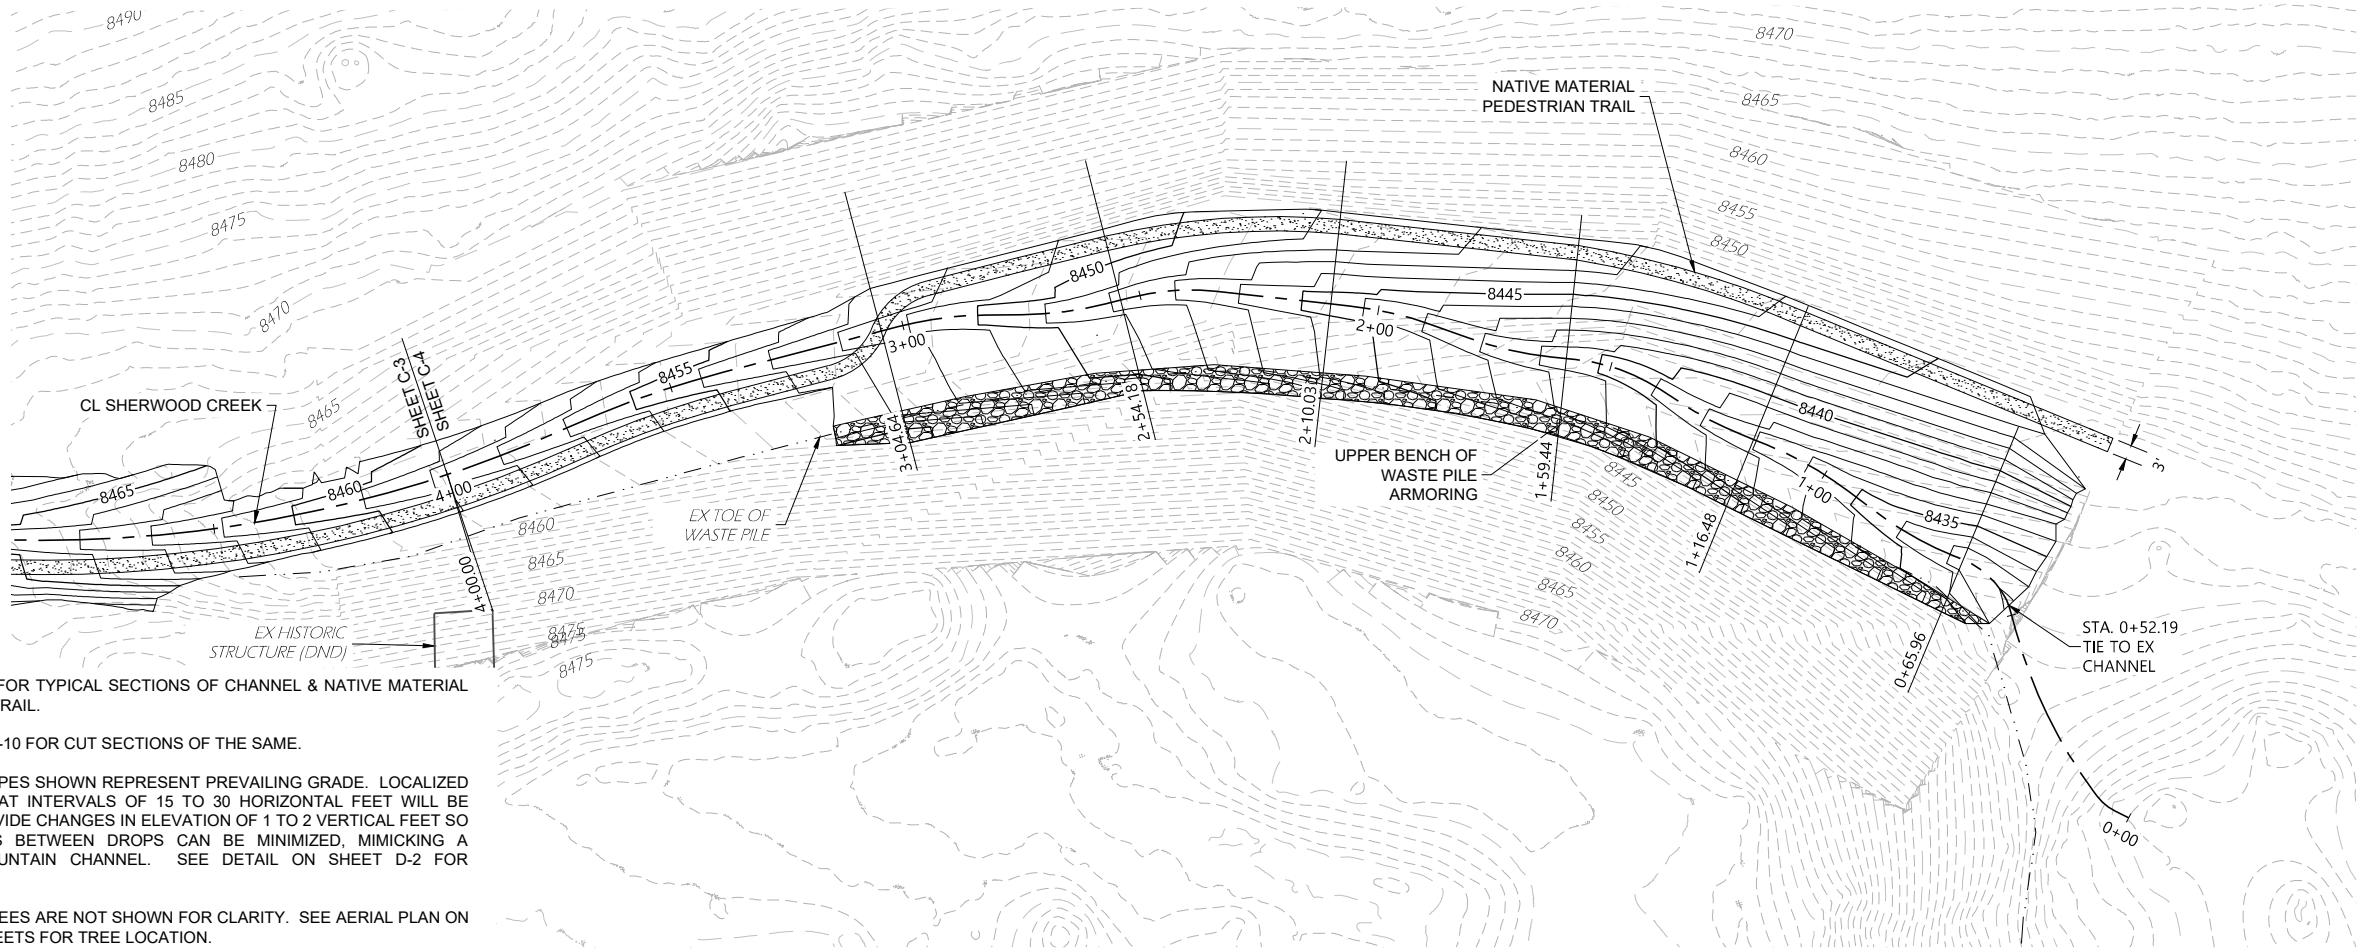 8490
8485
8480
8475
8470
8465
8470
8465
8460
8455
8450
NATIVE MATERIAL
PEDESTRIAN TRAIL
CL SHERWOOD CREEK
SHEET C-3
SHEET C-4
8465
8460
4+00
8455
3+00
8450
2+00
8445
8440
1+00
8435
3'
4+00.00
3+04.64
2+54.18
2+10.03
1+59.44
1+16.48
0+65.96
EX TOE OF
WASTE PILE
UPPER BENCH OF
WASTE PILE
ARMORING
8460
8465
8470
8475
8475
8475
8445
8450
8455
8460
8465
8470
EX HISTORIC
STRUCTURE (DND)
STA. 0+52.19
TIE TO EX
CHANNEL
0+00
FOR TYPICAL SECTIONS OF CHANNEL & NATIVE MATERIAL
RAIL.
-10 FOR CUT SECTIONS OF THE SAME.
PES SHOWN REPRESENT PREVAILING GRADE. LOCALIZED
AT INTERVALS OF 15 TO 30 HORIZONTAL FEET WILL BE
VIDE CHANGES IN ELEVATION OF 1 TO 2 VERTICAL FEET SO
S BETWEEN DROPS CAN BE MINIMIZED, MIMICKING A
UNTAIN CHANNEL. SEE DETAIL ON SHEET D-2 FOR
EES ARE NOT SHOWN FOR CLARITY. SEE AERIAL PLAN ON
EETS FOR TREE LOCATION.